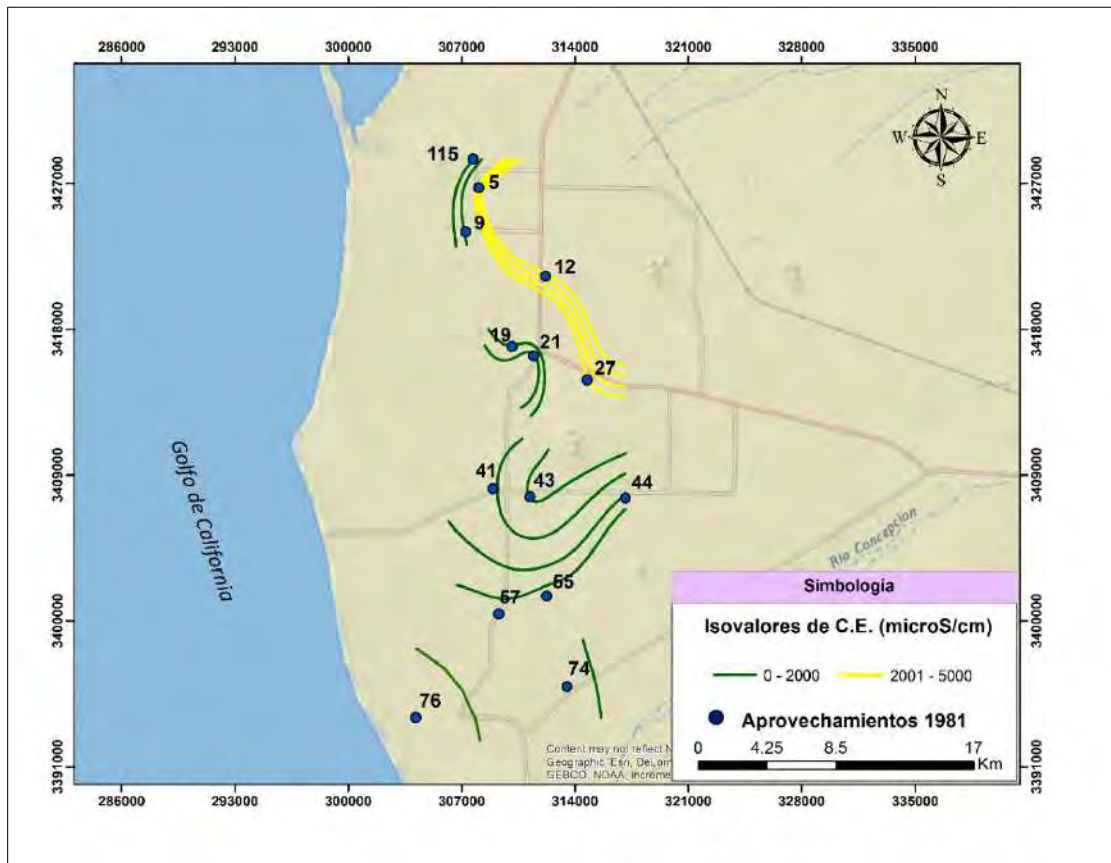 286000 293000 300000 307000 314000 321000 328000 335000
N
W E
S
3427000 3427000
3418000 3418000
3409000 3409000
3400000 3400000
3391000 3391000
115
5
9
12
19
21
27
41
43
44
55
57
74
76
Golfo de California
Rio Concepcion
Simbología
Isovalores de C.E. (microS/cm)
0 - 2000 2001 - 5000
Aprovechamientos 1981
0 4.25 8.5 17
Km
Content may not reflect N
Geographic, Esri, DeLorm
GEBCO, NOAA, increme
286000 293000 300000 307000 314000 321000 328000 335000